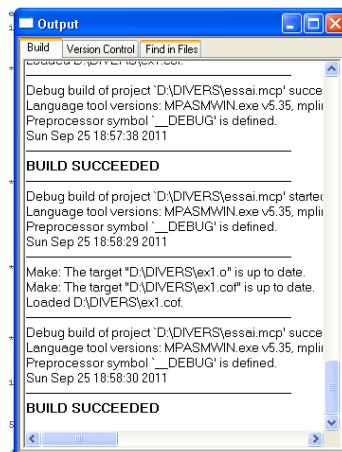 Output
Build Version Control Find in Files
Loaded D:\DIVERS\ex1.cof.
Debug build of project `D:\DIVERS\essai.mcp' succe
Language tool versions: MPASMWIN.exe v5.35, mplin
Preprocessor symbol `__DEBUG' is defined.
Sun Sep 25 18:57:38 2011
BUILD SUCCEEDED
Debug build of project `D:\DIVERS\essai.mcp' started
Language tool versions: MPASMWIN.exe v5.35, mplin
Preprocessor symbol `__DEBUG' is defined.
Sun Sep 25 18:58:29 2011
Make: The target "D:\DIVERS\ex1.o" is up to date.
Make: The target "D:\DIVERS\ex1.cof" is up to date.
Loaded D:\DIVERS\ex1.cof.
Debug build of project `D:\DIVERS\essai.mcp' succe
Language tool versions: MPASMWIN.exe v5.35, mplin
Preprocessor symbol `__DEBUG' is defined.
Sun Sep 25 18:58:30 2011
BUILD SUCCEEDED